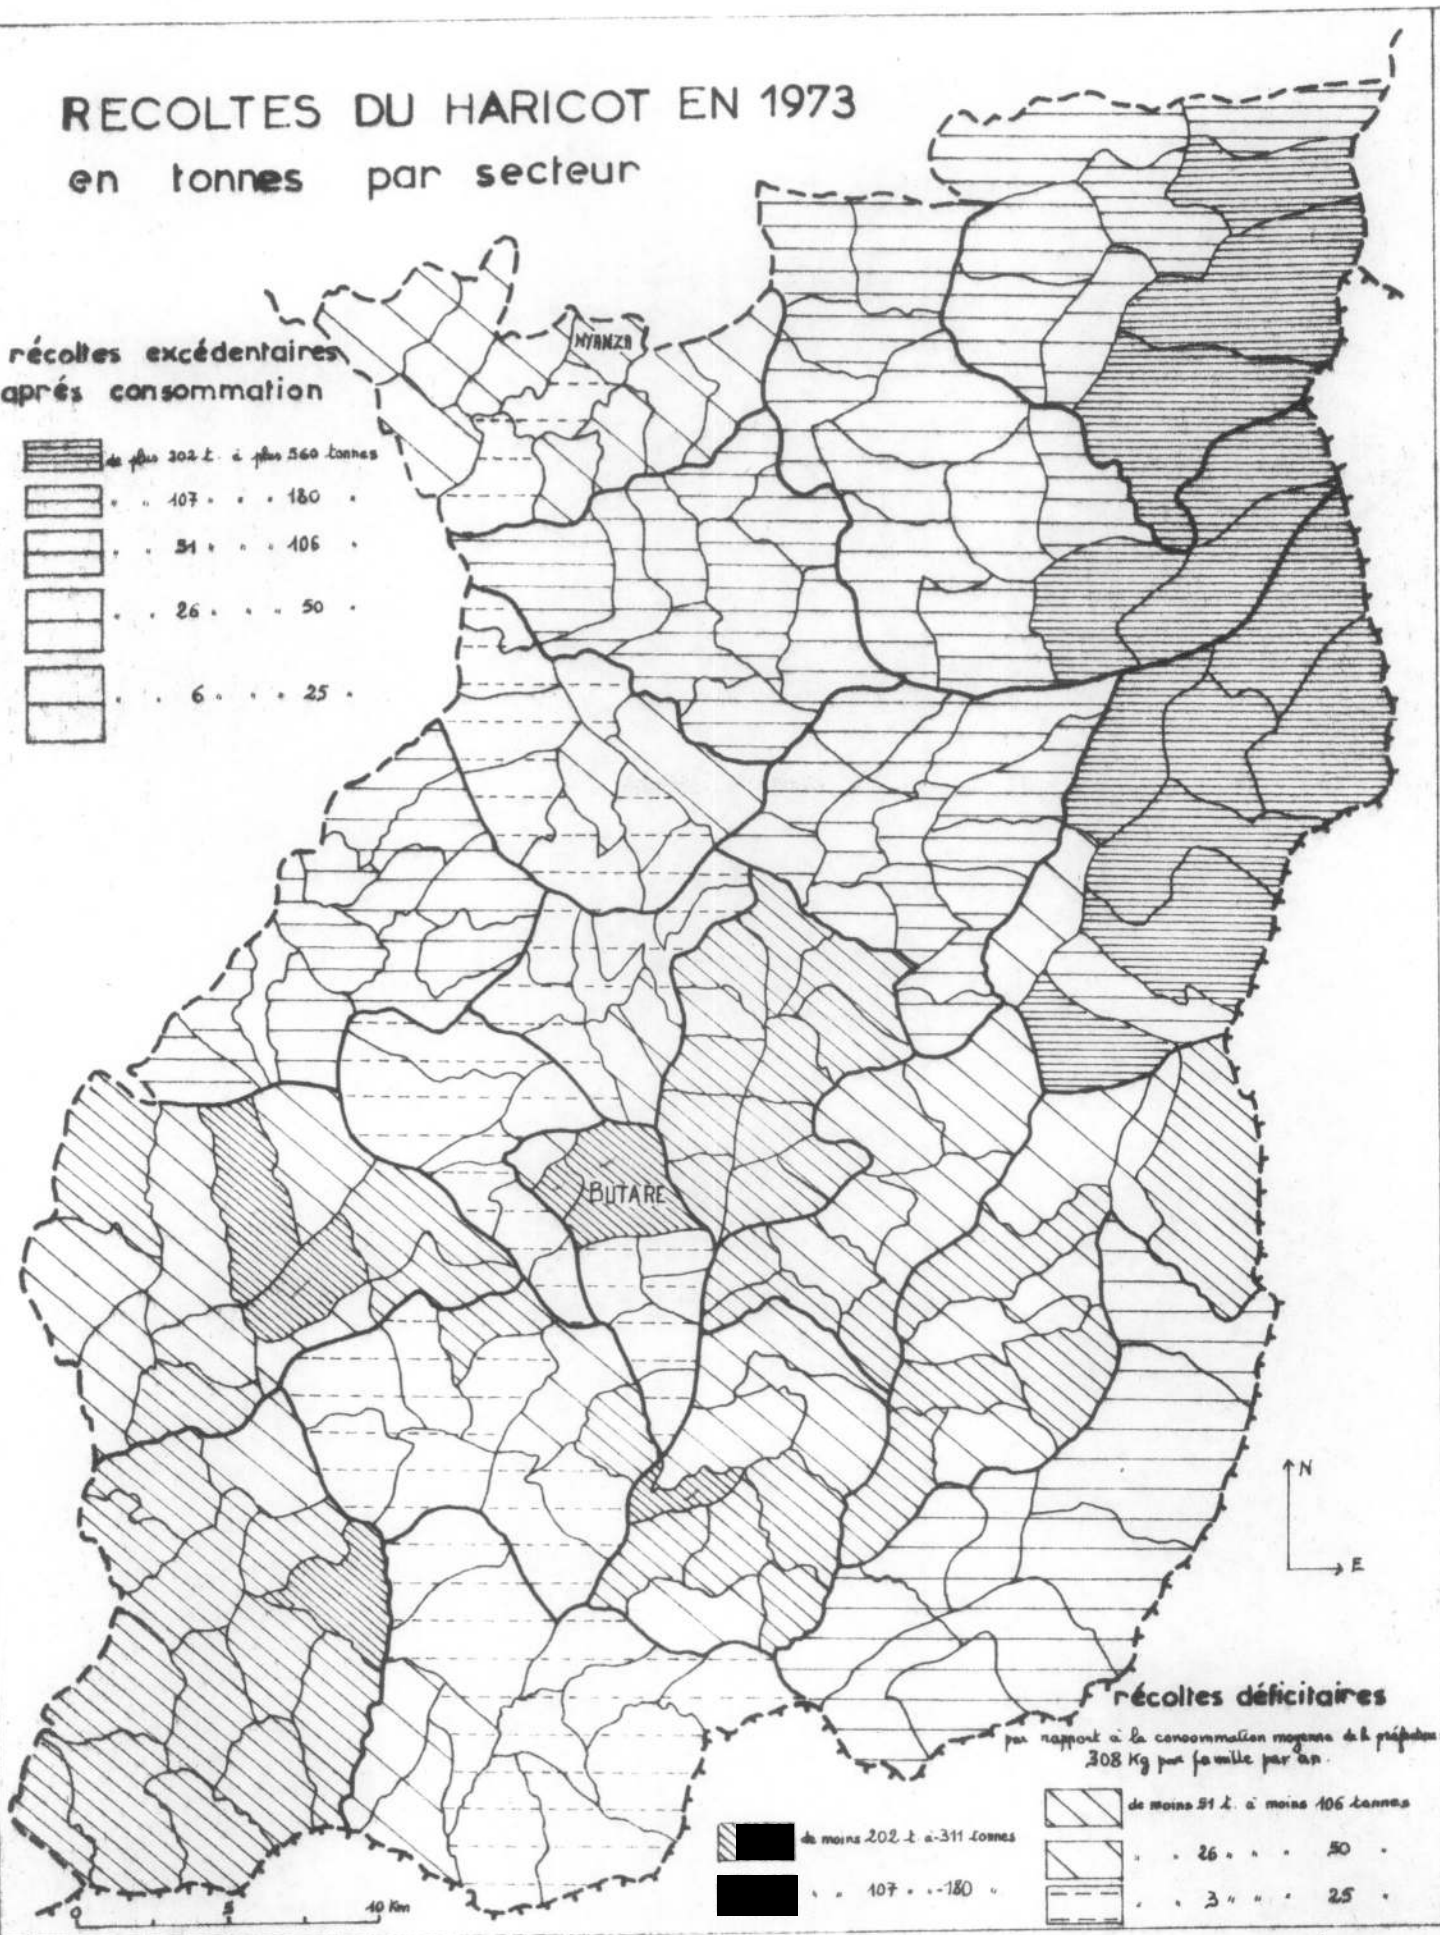 RECOLTES DU HARICOT EN 1973
en tonnes par secteur
NYANZA
récoltes excédentaires
aprés consommation
de plus 202 t. à plus 560 tonnes
" " 107 " " " 180 "
" " 51 " " " 106 "
" " 26 " " " 50 "
" " 6 " " " 25 "
BUTARE
N
E
récoltes déficitaires
par rapport à la consommation moyenne de la préfecture
308 Kg par famille par an.
de moins 51 t. à moins 106 tonnes
" " 26 " " " 50 "
" " 3 " " " 25 "
de moins 202 t. à -311 tonnes
" " 107 " " -180 "
0 5 10 Km